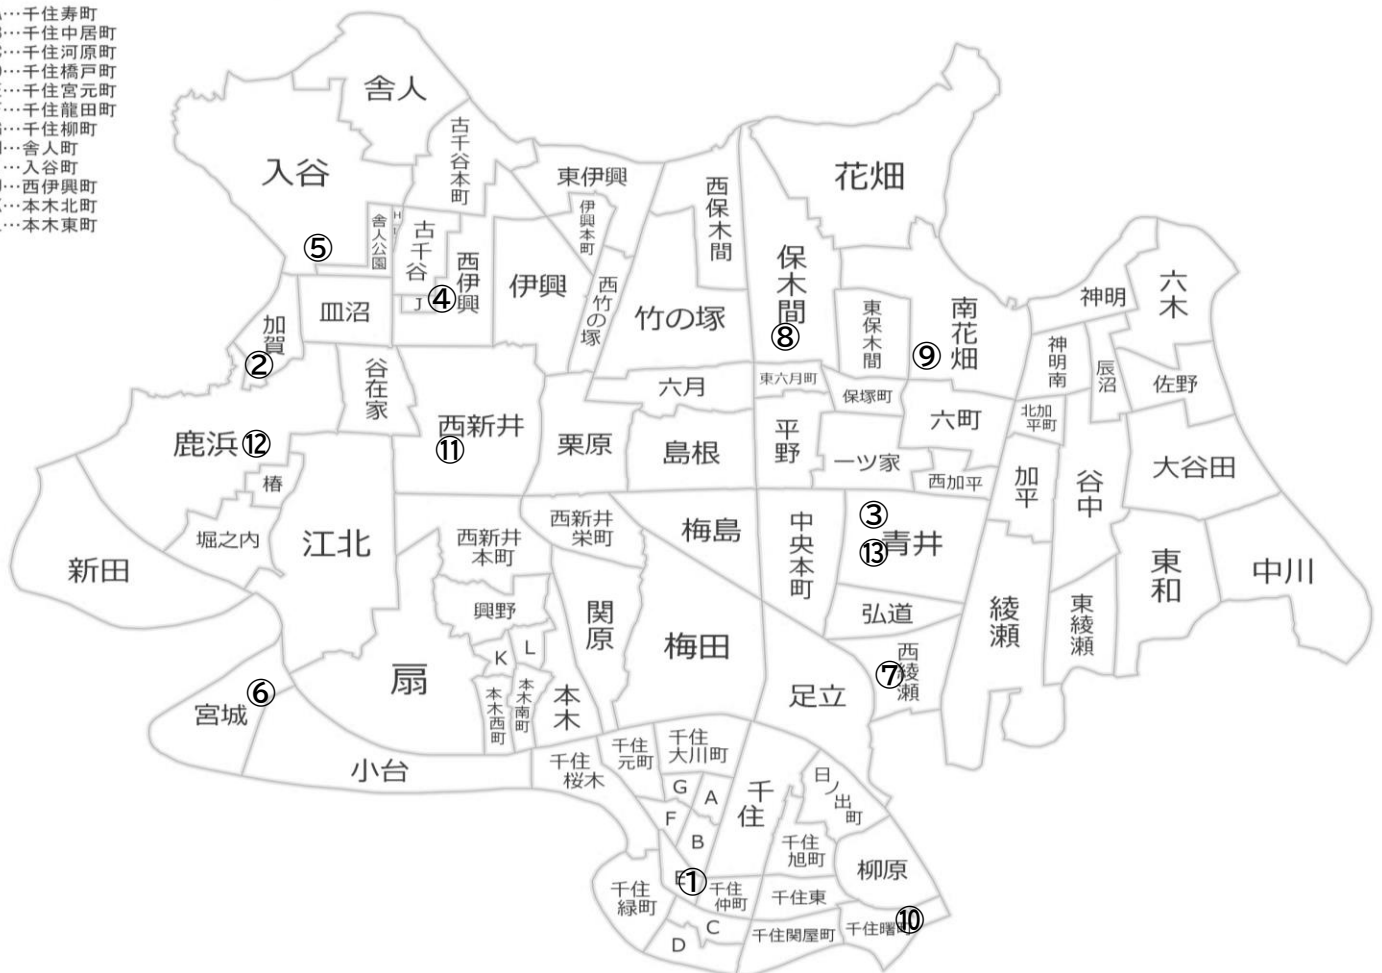 …千住寿町
…千住中居町
…千住河原町
…千住橋戸町
…千住宮元町
…千住龍田町
…千住柳町
…舎人町
…入谷町
…西伊興町
…本木北町
…本木東町
舎人
入谷
古千谷本町
東伊興
伊興本町
西保木間
花畑
舎人公園
H
古千谷
西伊興
J
④
⑤
伊興
西竹の塚
竹の塚
保木間
⑧
東保木間
南花畑
⑨
神明
六木
皿沼
加賀
②
谷在家
六月
東六月町
保塚町
神明南
辰沼
佐野
鹿浜
⑫
西新井
⑪
栗原
島根
平野
一ツ家
六町
西加平
北加平町
加平
谷中
大谷田
椿
堀之内
江北
新田
西新井本町
西新井栄町
梅島
中央本町
③
⑬
青井
東和
中川
興野
関原
梅田
弘道
綾瀬
東綾瀬
西綾瀬
⑦
扇
K
L
本木西町
本木南町
本木
足立
宮城
⑥
小台
千住桜木
千住元町
千住大川町
G
A
F
B
千住
日ノ出町
千住旭町
柳原
E
①
千住緑町
千住仲町
千住東
C
D
千住関屋町
千住曙町
⑩